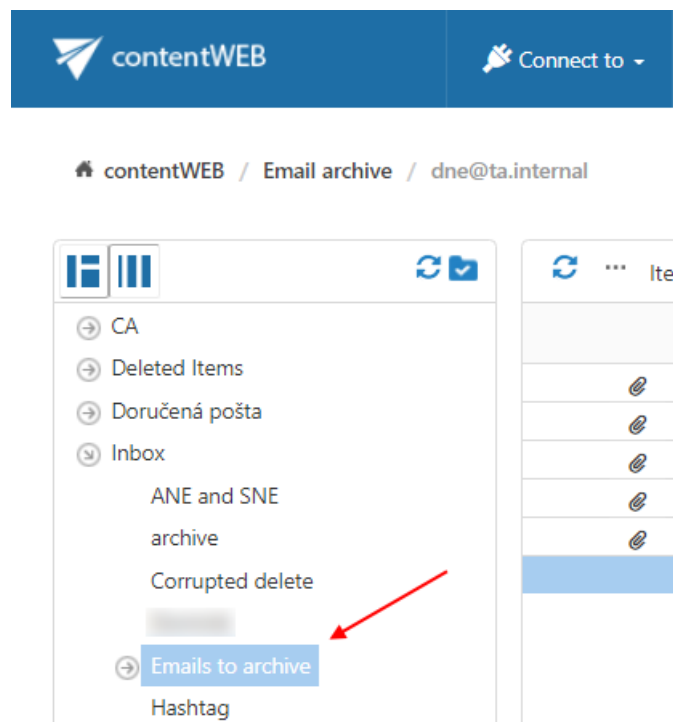 contentWEB
Connect to
contentWEB / Email archive / dne@ta.internal
CA
Deleted Items
Doručená pošta
Inbox
ANE and SNE
archive
Corrupted delete
Emails to archive
Hashtag